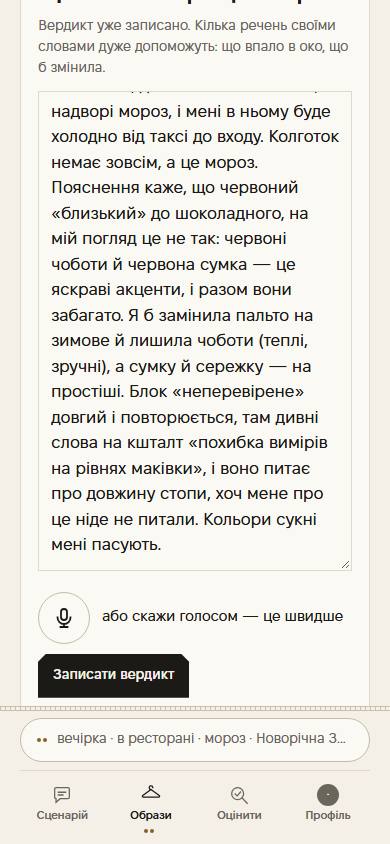 Вердикт уже записано. Кілька речень своїми
словами дуже допоможуть: що впало в око, що
б змінила.
надворі мороз, і мені в ньому буде
холодно від таксі до входу. Колготок
немає зовсім, а це мороз.
Пояснення каже, що червоний
«близький» до шоколадного, на
мій погляд це не так: червоні
чоботи й червона сумка — це
яскраві акценти, і разом вони
забагато. Я б замінила пальто на
зимове й лишила чоботи (теплі,
зручні), а сумку й сережку — на
простіші. Блок «неперевірене»
довгий і повторюється, там дивні
слова на кшталт «похибка вимірів
на рівнях маківки», і воно питає
про довжину стопи, хоч мене про
це ніде не питали. Кольори сукні
мені пасують.
або скажи голосом — це швидше
Записати вердикт
вечірка · в ресторані · мороз · Новорічна З...
Сценарій
Образи
Оцінити
Профіль